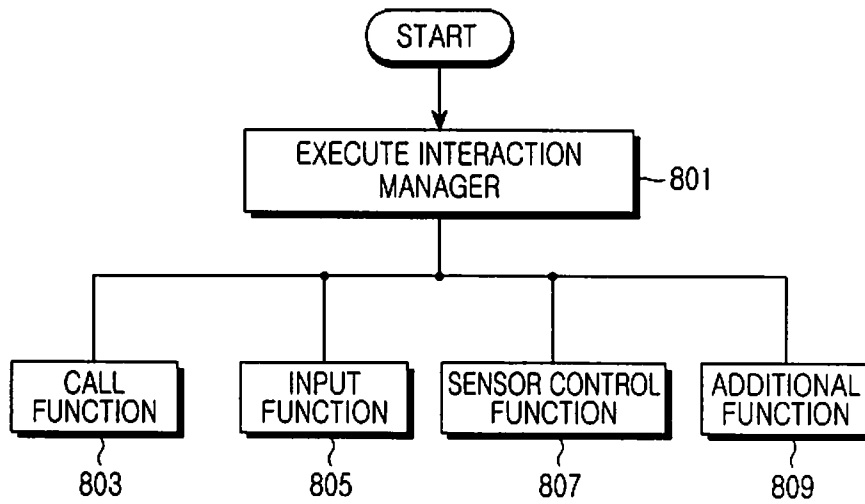 START
EXECUTE INTERACTION
MANAGER
801
CALL
FUNCTION
INPUT
FUNCTION
SENSOR CONTROL
FUNCTION
ADDITIONAL
FUNCTION
803
805
807
809